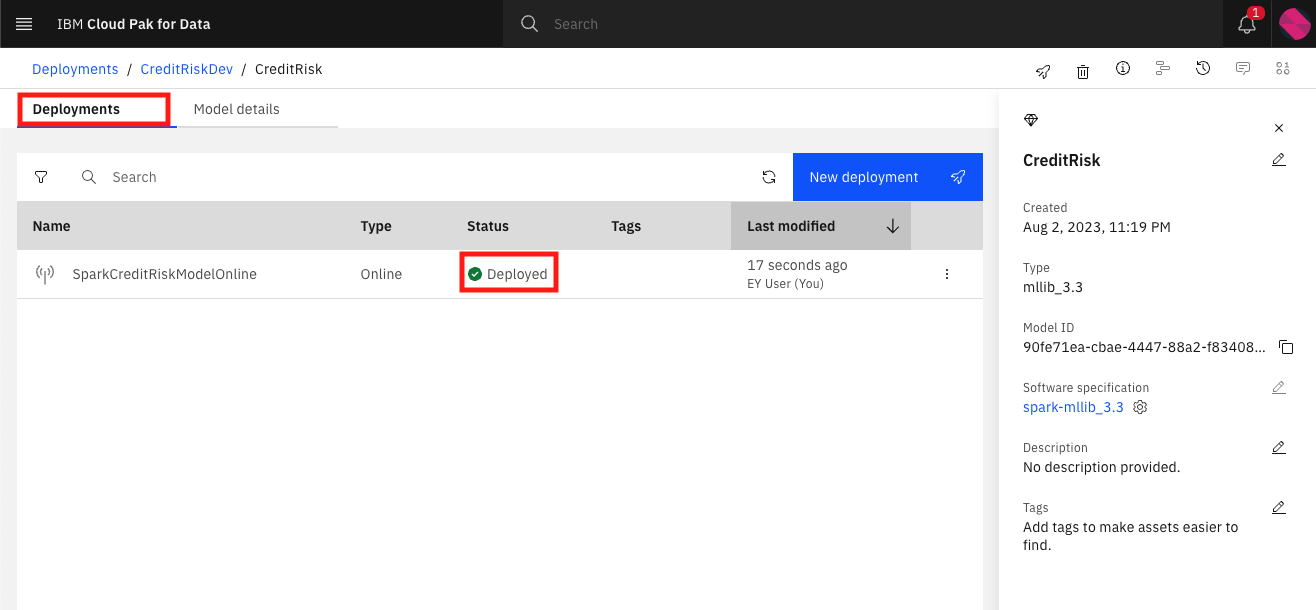 IBM Cloud Pak for Data
Search
1
Deployments / CreditRiskDev / CreditRisk
Deployments
Model details
Search
New deployment
Name Type Status Tags Last modified
SparkCreditRiskModelOnline Online Deployed 17 seconds ago
EY User (You)
CreditRisk
Created
Aug 2, 2023, 11:19 PM
Type
mllib_3.3
Model ID
90fe71ea-cbae-4447-88a2-f83408...
Software specification
spark-mllib_3.3
Description
No description provided.
Tags
Add tags to make assets easier to
find.